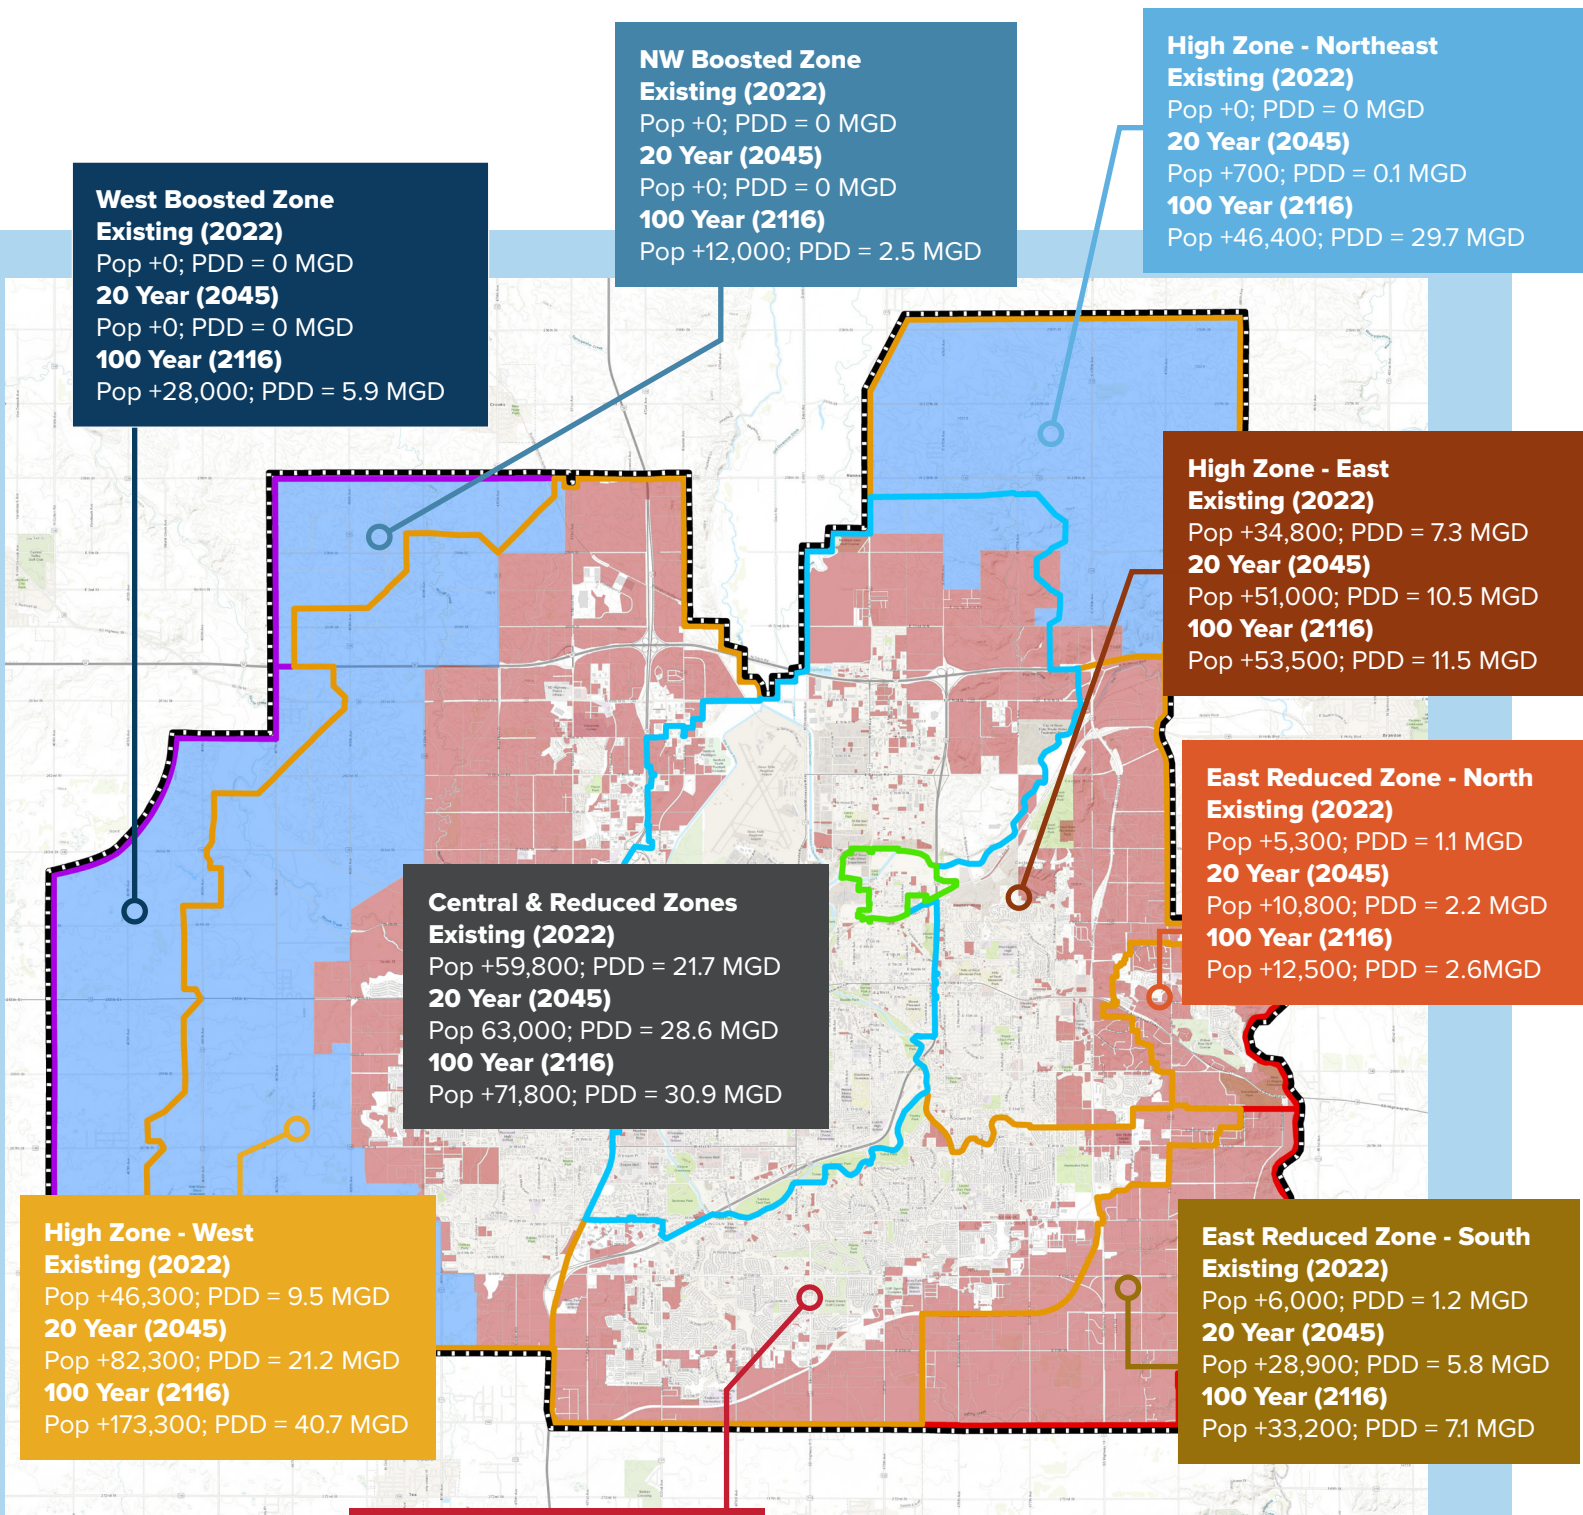 NW Boosted Zone
Existing (2022)
Pop +0; PDD = 0 MGD
20 Year (2045)
Pop +0; PDD = 0 MGD
100 Year (2116)
Pop +12,000; PDD = 2.5 MGD
High Zone - Northeast
Existing (2022)
Pop +0; PDD = 0 MGD
20 Year (2045)
Pop +700; PDD = 0.1 MGD
100 Year (2116)
Pop +46,400; PDD = 29.7 MGD
West Boosted Zone
Existing (2022)
Pop +0; PDD = 0 MGD
20 Year (2045)
Pop +0; PDD = 0 MGD
100 Year (2116)
Pop +28,000; PDD = 5.9 MGD
High Zone - East
Existing (2022)
Pop +34,800; PDD = 7.3 MGD
20 Year (2045)
Pop +51,000; PDD = 10.5 MGD
100 Year (2116)
Pop +53,500; PDD = 11.5 MGD
East Reduced Zone - North
Existing (2022)
Pop +5,300; PDD = 1.1 MGD
20 Year (2045)
Pop +10,800; PDD = 2.2 MGD
100 Year (2116)
Pop +12,500; PDD = 2.6MGD
Central & Reduced Zones
Existing (2022)
Pop +59,800; PDD = 21.7 MGD
20 Year (2045)
Pop 63,000; PDD = 28.6 MGD
100 Year (2116)
Pop +71,800; PDD = 30.9 MGD
High Zone - West
Existing (2022)
Pop +46,300; PDD = 9.5 MGD
20 Year (2045)
Pop +82,300; PDD = 21.2 MGD
100 Year (2116)
Pop +173,300; PDD = 40.7 MGD
East Reduced Zone - South
Existing (2022)
Pop +6,000; PDD = 1.2 MGD
20 Year (2045)
Pop +28,900; PDD = 5.8 MGD
100 Year (2116)
Pop +33,200; PDD = 7.1 MGD